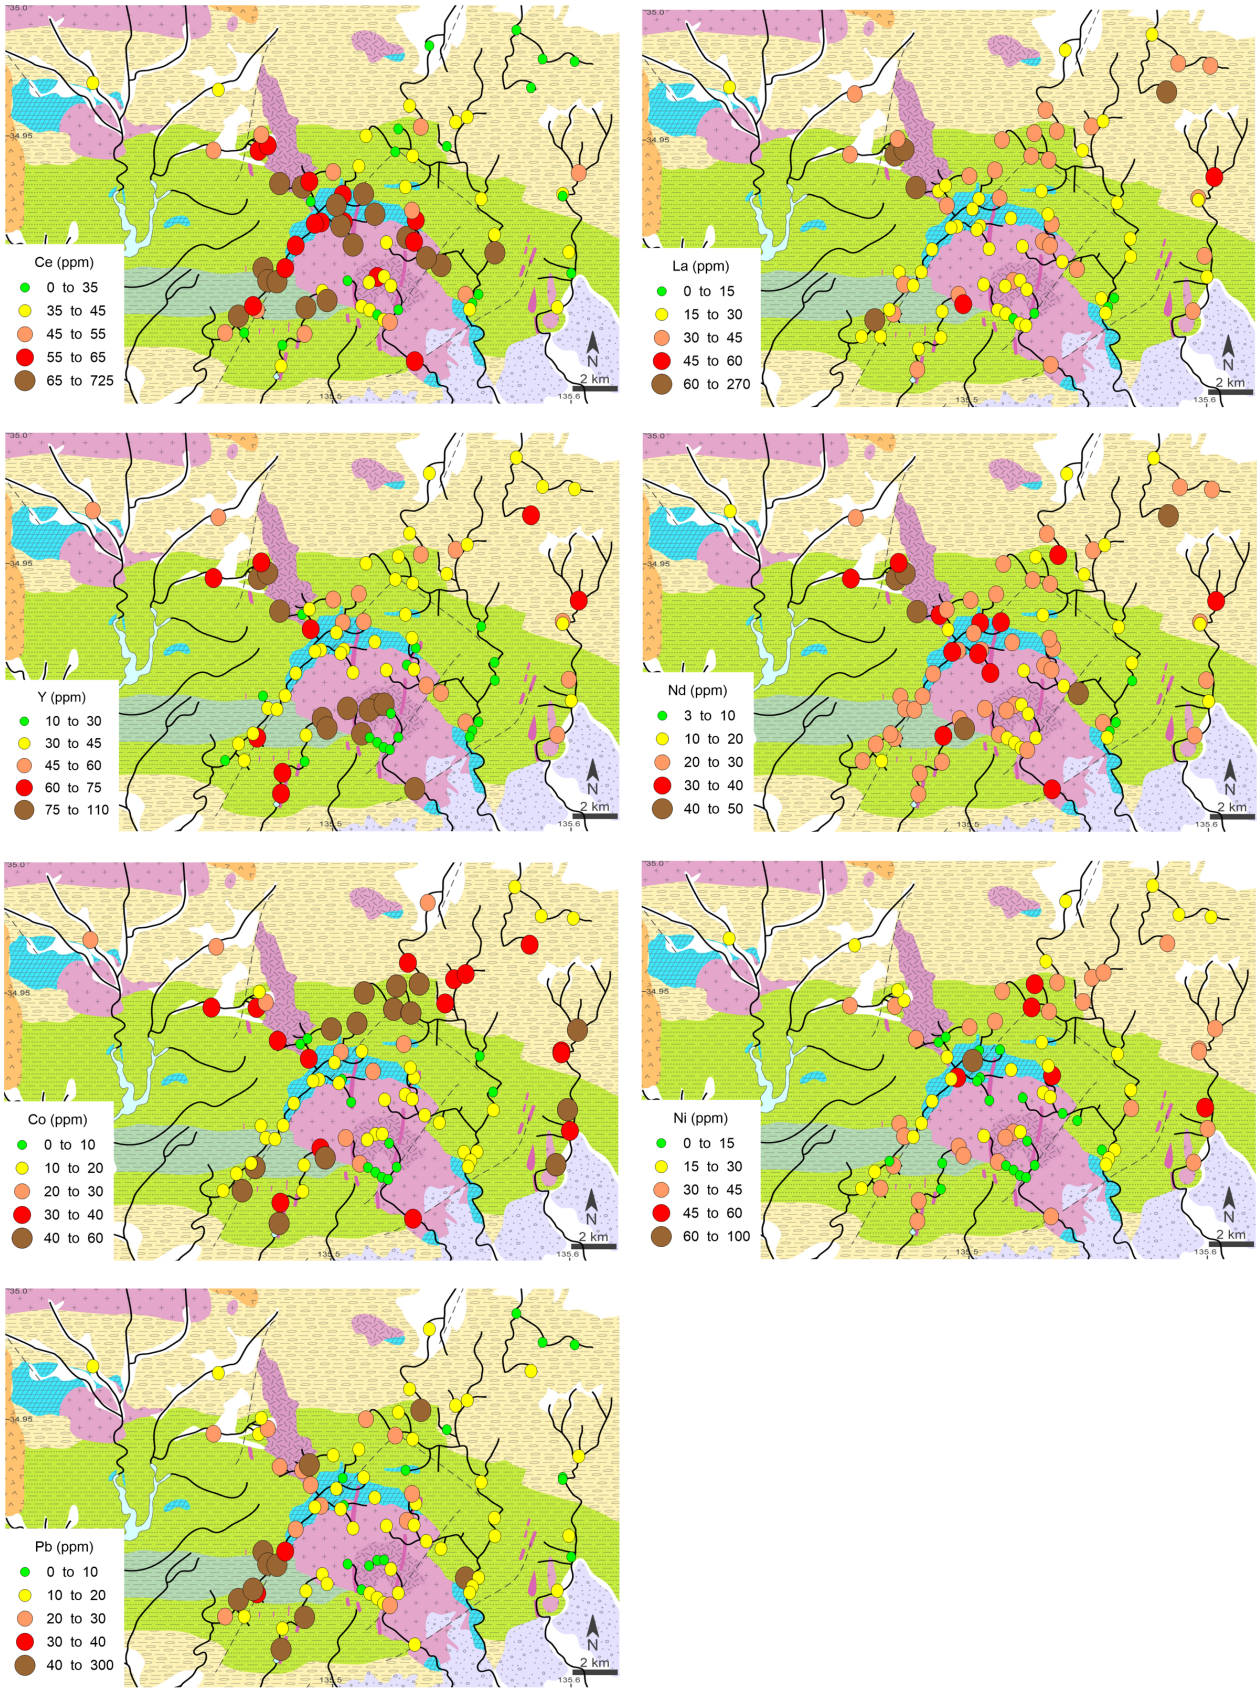 35.0
34.95
Ce (ppm)
0 to 35
35 to 45
45 to 55
55 to 65
65 to 725
N
2 km
135.5
135.6
35.0
34.95
La (ppm)
0 to 15
15 to 30
30 to 45
45 to 60
60 to 270
N
2 km
135.5
135.6
35.0
34.95
Y (ppm)
10 to 30
30 to 45
45 to 60
60 to 75
75 to 110
N
2 km
135.5
135.6
35.0
34.95
Nd (ppm)
3 to 10
10 to 20
20 to 30
30 to 40
40 to 50
N
2 km
135.5
135.6
35.0
34.95
Co (ppm)
0 to 10
10 to 20
20 to 30
30 to 40
40 to 60
N
2 km
135.5
135.6
35.0
34.95
Ni (ppm)
0 to 15
15 to 30
30 to 45
45 to 60
60 to 100
N
2 km
135.5
135.6
35.0
34.95
Pb (ppm)
0 to 10
10 to 20
20 to 30
30 to 40
40 to 300
N
2 km
135.5
135.6